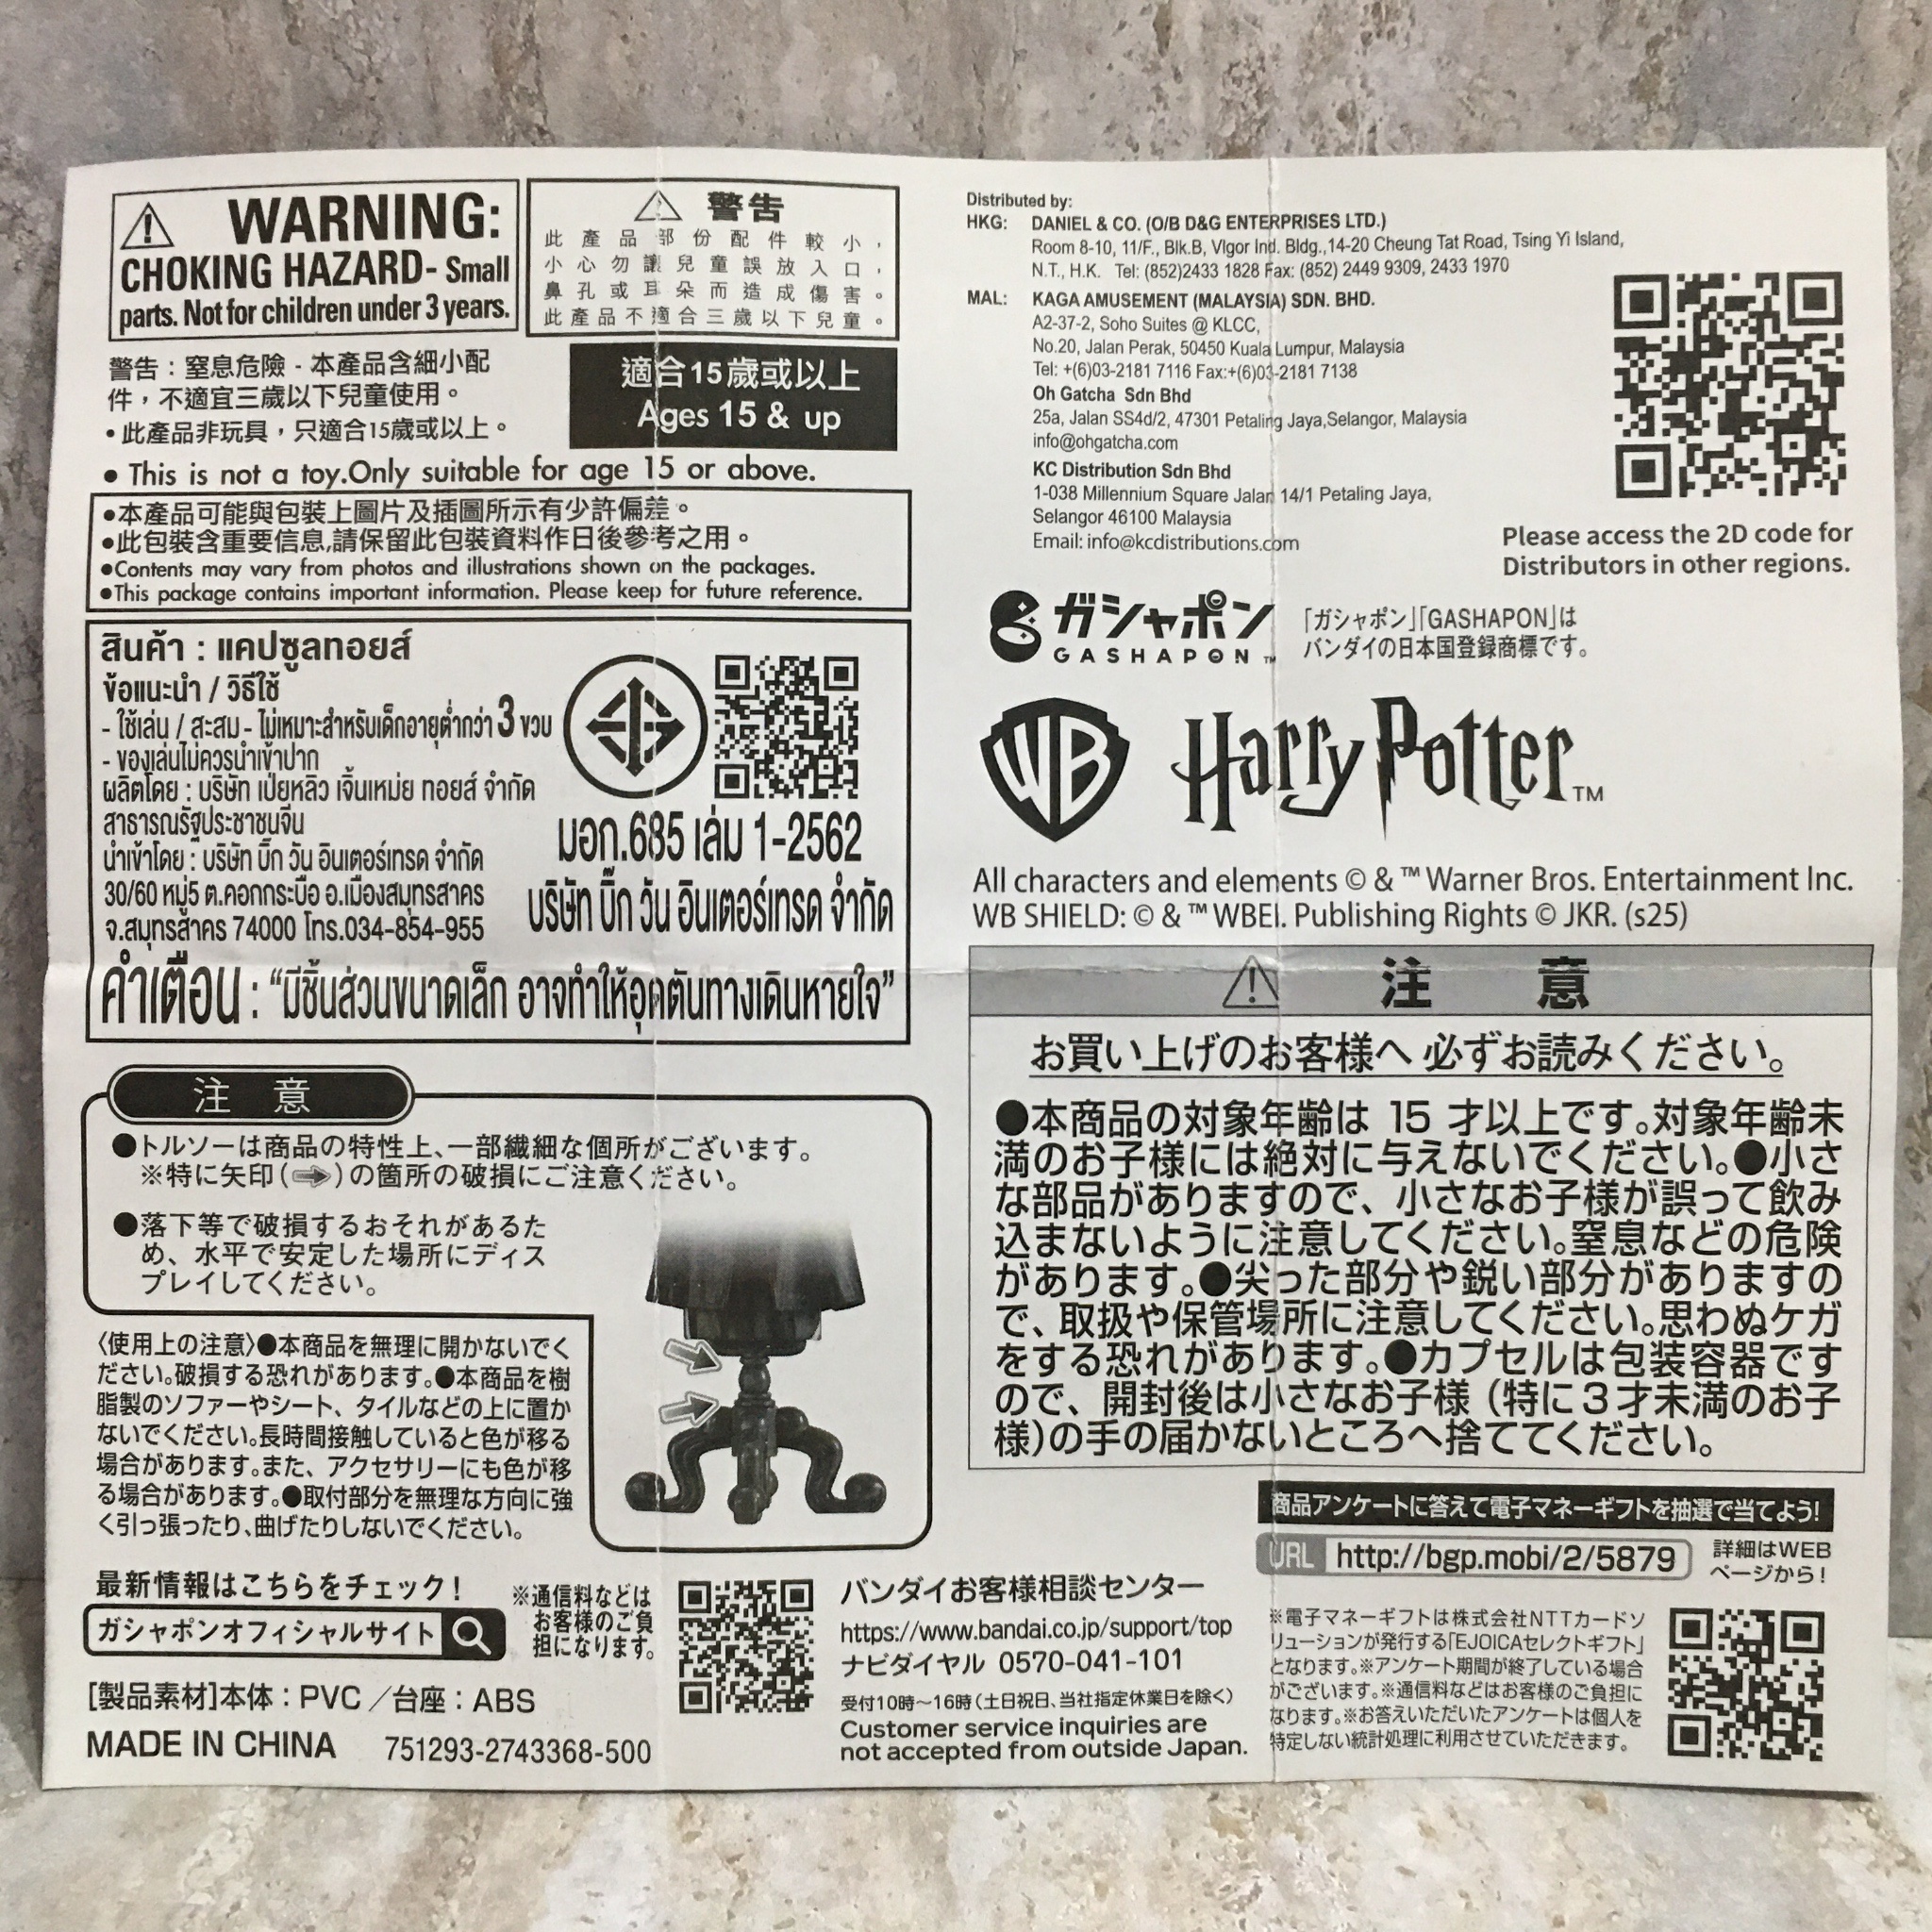 WARNING:
CHOKING HAZARD- Small
parts. Not for children under 3 years.
警告
此產品部份配件較小，
小心勿讓兒童誤放入口，
鼻孔或耳朵而造成傷害。
此產品不適合三歲以下兒童。
警告：窒息危險 - 本產品含細小配
件，不適宜三歲以下兒童使用。
• 此產品非玩具，只適合15歲或以上。
適合15歲或以上
Ages 15 & up
● This is not a toy.Only suitable for age 15 or above.
●本產品可能與包裝上圖片及插圖所示有少許偏差。
●此包裝含重要信息,請保留此包裝資料作日後參考之用。
●Contents may vary from photos and illustrations shown on the packages.
●This package contains important information. Please keep for future reference.
สินค้า : แคปซูลทอยส์
ข้อแนะนำ / วิธีใช้
- ใช้เล่น / สะสม - ไม่เหมาะสำหรับเด็กอายุต่ำกว่า 3 ขวบ
- ของเล่นไม่ควรนำเข้าปาก
ผลิตโดย : บริษัท เป่ยหลิว เจิ้นเหม่ย ทอยส์ จำกัด
สาธารณรัฐประชาชนจีน
นำเข้าโดย : บริษัท บิ๊ก วัน อินเตอร์เทรด จำกัด
30/60 หมู่5 ต.คอกกระบือ อ.เมืองสมุทรสาคร
จ.สมุทรสาคร 74000 โทร.034-854-955
มอก.685 เล่ม 1-2562
บริษัท บิ๊ก วัน อินเตอร์เทรด จำกัด
คำเตือน : “มีชิ้นส่วนขนาดเล็ก อาจทำให้อุดตันทางเดินหายใจ”
注 意
●トルソーは商品の特性上、一部繊細な個所がございます。
※特に矢印(⇨)の箇所の破損にご注意ください。
●落下等で破損するおそれがあるた
め、水平で安定した場所にディス
プレイしてください。
〈使用上の注意〉●本商品を無理に開かないでく
ださい。破損する恐れがあります。●本商品を樹
脂製のソファーやシート、タイルなどの上に置か
ないでください。長時間接触していると色が移る
場合があります。また、アクセサリーにも色が移
る場合があります。●取付部分を無理な方向に強
く引っ張ったり、曲げたりしないでください。
最新情報はこちらをチェック！
ガシャポンオフィシャルサイト
※通信料などは
お客様のご負
担になります。
[製品素材]本体：PVC／台座：ABS
MADE IN CHINA 751293-2743368-500
Distributed by:
HKG: DANIEL & CO. (O/B D&G ENTERPRISES LTD.)
Room 8-10, 11/F., Blk.B, VIgor Ind. Bldg.,14-20 Cheung Tat Road, Tsing Yi Island,
N.T., H.K. Tel: (852)2433 1828 Fax: (852) 2449 9309, 2433 1970
MAL: KAGA AMUSEMENT (MALAYSIA) SDN. BHD.
A2-37-2, Soho Suites @ KLCC,
No.20, Jalan Perak, 50450 Kuala Lumpur, Malaysia
Tel: +(6)03-2181 7116 Fax:+(6)03-2181 7138
Oh Gatcha Sdn Bhd
25a, Jalan SS4d/2, 47301 Petaling Jaya,Selangor, Malaysia
info@ohgatcha.com
KC Distribution Sdn Bhd
1-038 Millennium Square Jalan 14/1 Petaling Jaya,
Selangor 46100 Malaysia
Email: info@kcdistributions.com
Please access the 2D code for
Distributors in other regions.
ガシャポン
GASHAPON ™
「ガシャポン」「GASHAPON」は
バンダイの日本国登録商標です。
WB Harry Potter ™
All characters and elements © & ™ Warner Bros. Entertainment Inc.
WB SHIELD: © & ™ WBEI. Publishing Rights © JKR. (s25)
注 意
お買い上げのお客様へ 必ずお読みください。
●本商品の対象年齢は 15 才以上です。対象年齢未
満のお子様には絶対に与えないでください。●小さ
な部品がありますので、小さなお子様が誤って飲み
込まないように注意してください。窒息などの危険
があります。●尖った部分や鋭い部分がありますの
で、取扱や保管場所に注意してください。思わぬケガ
をする恐れがあります。●カプセルは包装容器です
ので、開封後は小さなお子様（特に３才未満のお子
様）の手の届かないところへ捨ててください。
商品アンケートに答えて電子マネーギフトを抽選で当てよう!
URL http://bgp.mobi/2/5879
詳細はWEB
ページから！
バンダイお客様相談センター
https://www.bandai.co.jp/support/top
ナビダイヤル 0570-041-101
受付10時～16時（土日祝日、当社指定休業日を除く）
Customer service inquiries are
not accepted from outside Japan.
※電子マネーギフトは株式会社NTTカードソ
リューションが発行する「EJOICAセレクトギフト」
となります。※アンケート期間が終了している場合
がございます。※通信料などはお客様のご負担に
なります。※お答えいただいたアンケートは個人を
特定しない統計処理に利用させていただきます。